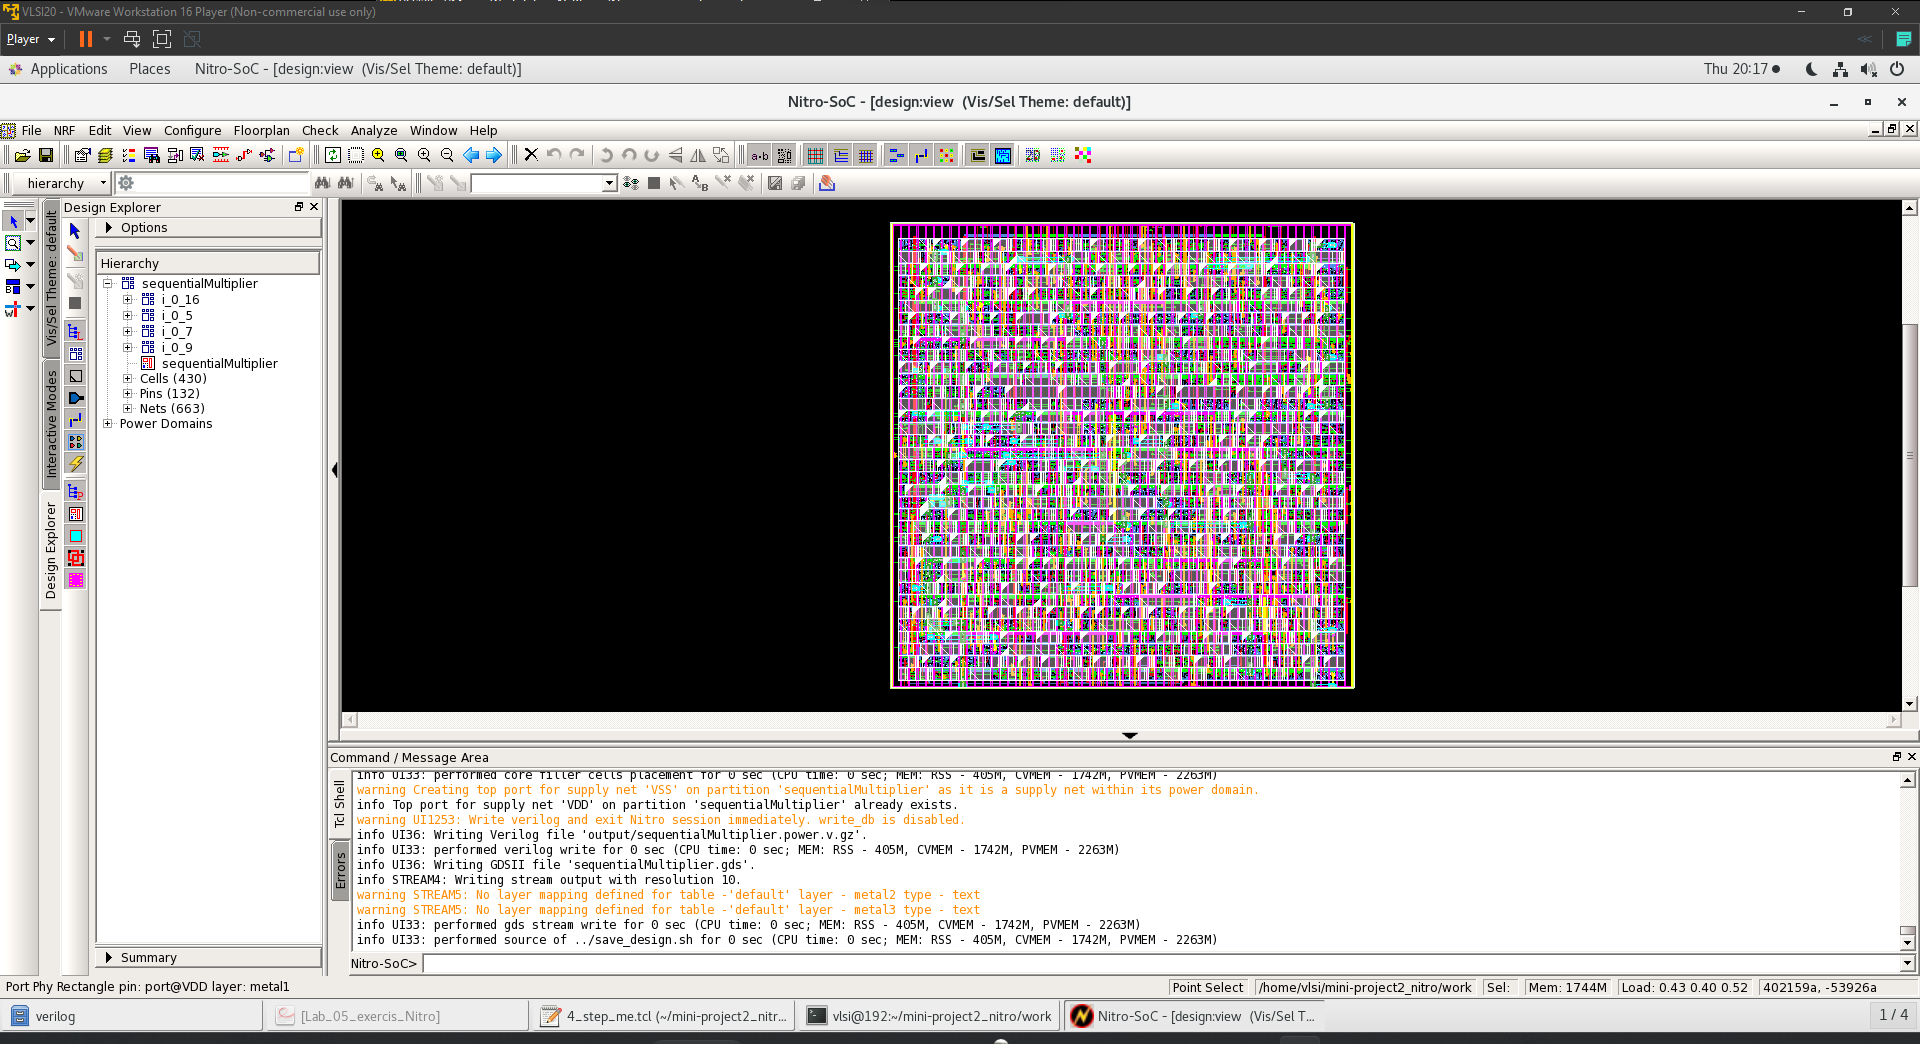 VLSI20 - VMware Workstation 16 Player (Non-commercial use only)
Player
Applications Places Nitro-SoC - [design:view (Vis/Sel Theme: default)] Thu 20:17
Nitro-SoC - [design:view (Vis/Sel Theme: default)]
File NRF Edit View Configure Floorplan Check Analyze Window Help
hierarchy
Design Explorer
Options
Vis/Sel Theme: default
Interactive Modes
Design Explorer
Hierarchy
sequentialMultiplier
i_0_16
i_0_5
i_0_7
i_0_9
sequentialMultiplier
Cells (430)
Pins (132)
Nets (663)
Power Domains
Summary
Command / Message Area
Tcl Shell
Errors
info UI33: performed core filler cells placement for 0 sec (CPU time: 0 sec; MEM: RSS - 405M, CVMEM - 1742M, PVMEM - 2263M)
warning Creating top port for supply net 'VSS' on partition 'sequentialMultiplier' as it is a supply net within its power domain.
info Top port for supply net 'VDD' on partition 'sequentialMultiplier' already exists.
warning UI1253: Write verilog and exit Nitro session immediately. write_db is disabled.
info UI36: Writing Verilog file 'output/sequentialMultiplier.power.v.gz'.
info UI33: performed verilog write for 0 sec (CPU time: 0 sec; MEM: RSS - 405M, CVMEM - 1742M, PVMEM - 2263M)
info UI36: Writing GDSII file 'sequentialMultiplier.gds'.
info STREAM4: Writing stream output with resolution 10.
warning STREAM5: No layer mapping defined for table -'default' layer - metal2 type - text
warning STREAM5: No layer mapping defined for table -'default' layer - metal3 type - text
info UI33: performed gds stream write for 0 sec (CPU time: 0 sec; MEM: RSS - 405M, CVMEM - 1742M, PVMEM - 2263M)
info UI33: performed source of ../save_design.sh for 0 sec (CPU time: 0 sec; MEM: RSS - 405M, CVMEM - 1742M, PVMEM - 2263M)
Nitro-SoC>
Port Phy Rectangle pin: port@VDD layer: metal1 Point Select /home/vlsi/mini-project2_nitro/work Sel: Mem: 1744M Load: 0.43 0.40 0.52 402159a, -53926a
verilog [Lab_05_exercis_Nitro] 4_step_me.tcl (~/mini-project2_nitr... vlsi@192:~/mini-project2_nitro/work Nitro-SoC - [design:view (Vis/Sel T... 1 / 4